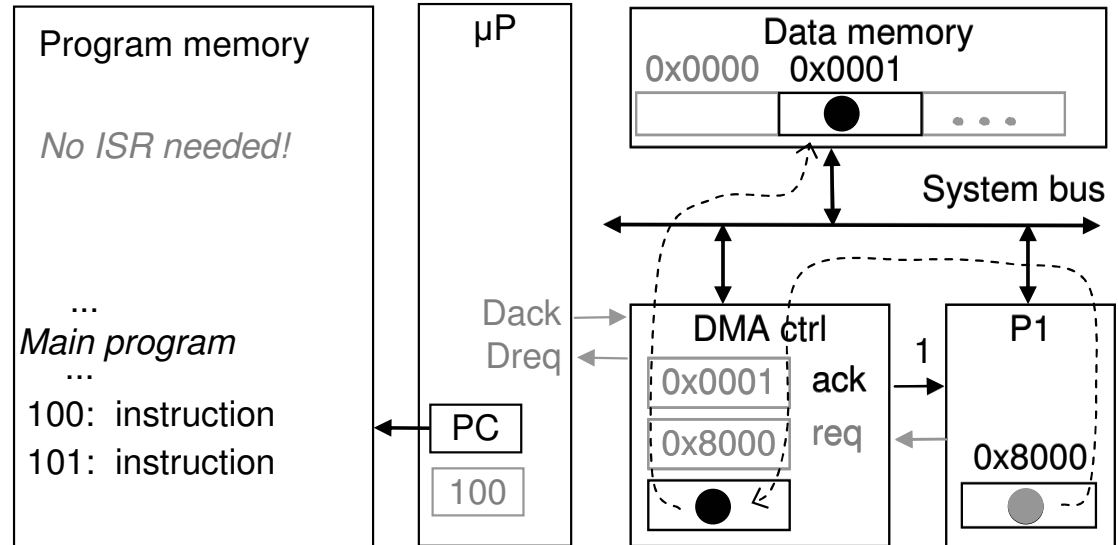 Program memory
No ISR needed!
...
Main program
...
100: instruction
101: instruction
µP
Dack
Dreq
PC
100
Data memory
0x0000 0x0001
...
System bus
DMA ctrl
0x0001
ack
0x8000
req
1
P1
0x8000